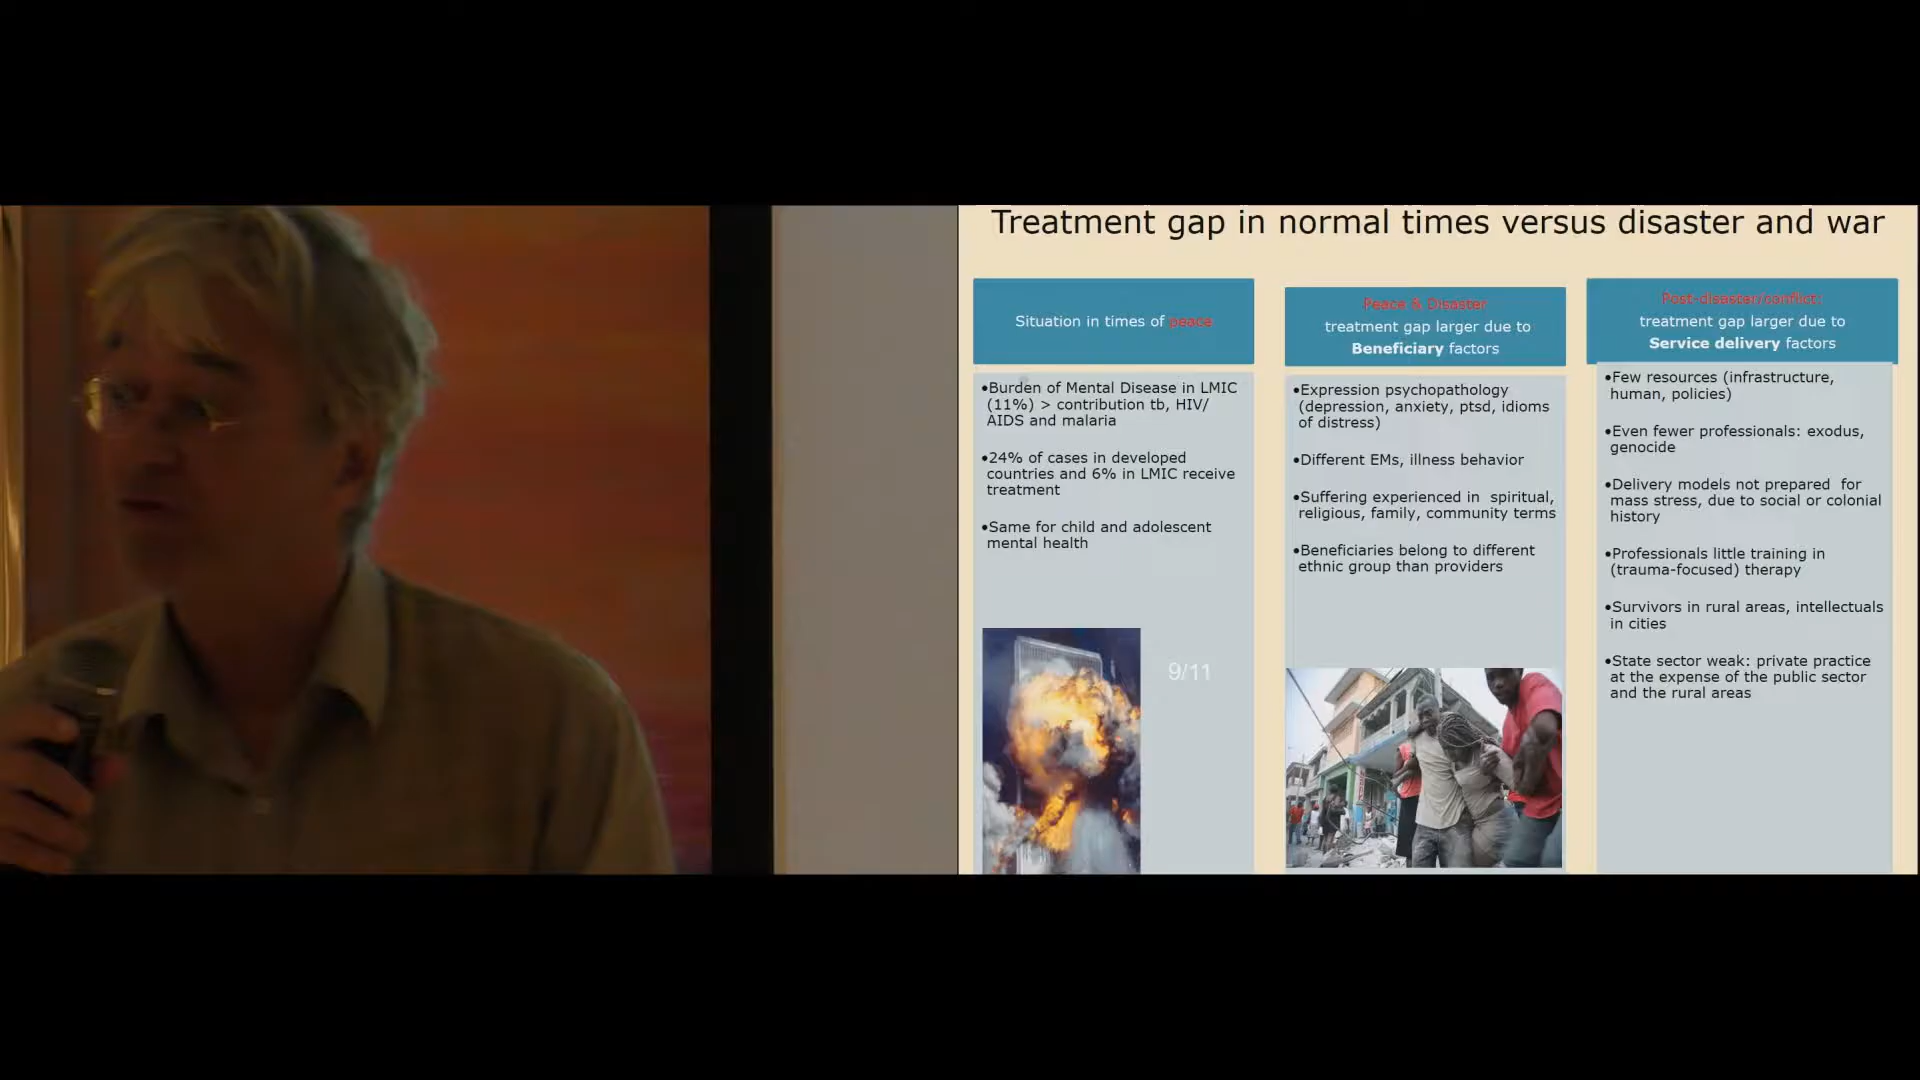 Treatment gap in normal times versus disaster and war
Situation in times of peace
•Burden of Mental Disease in LMIC
(11%) > contribution tb, HIV/
AIDS and malaria
•24% of cases in developed
countries and 6% in LMIC receive
treatment
•Same for child and adolescent
mental health
9/11
Peace & Disaster
treatment gap larger due to
Beneficiary factors
•Expression psychopathology
(depression, anxiety, ptsd, idioms
of distress)
•Different EMs, illness behavior
•Suffering experienced in spiritual,
religious, family, community terms
•Beneficiaries belong to different
ethnic group than providers
Post-disaster/conflict:
treatment gap larger due to
Service delivery factors
•Few resources (infrastructure,
human, policies)
•Even fewer professionals: exodus,
genocide
•Delivery models not prepared for
mass stress, due to social or colonial
history
•Professionals little training in
(trauma-focused) therapy
•Survivors in rural areas, intellectuals
in cities
•State sector weak: private practice
at the expense of the public sector
and the rural areas